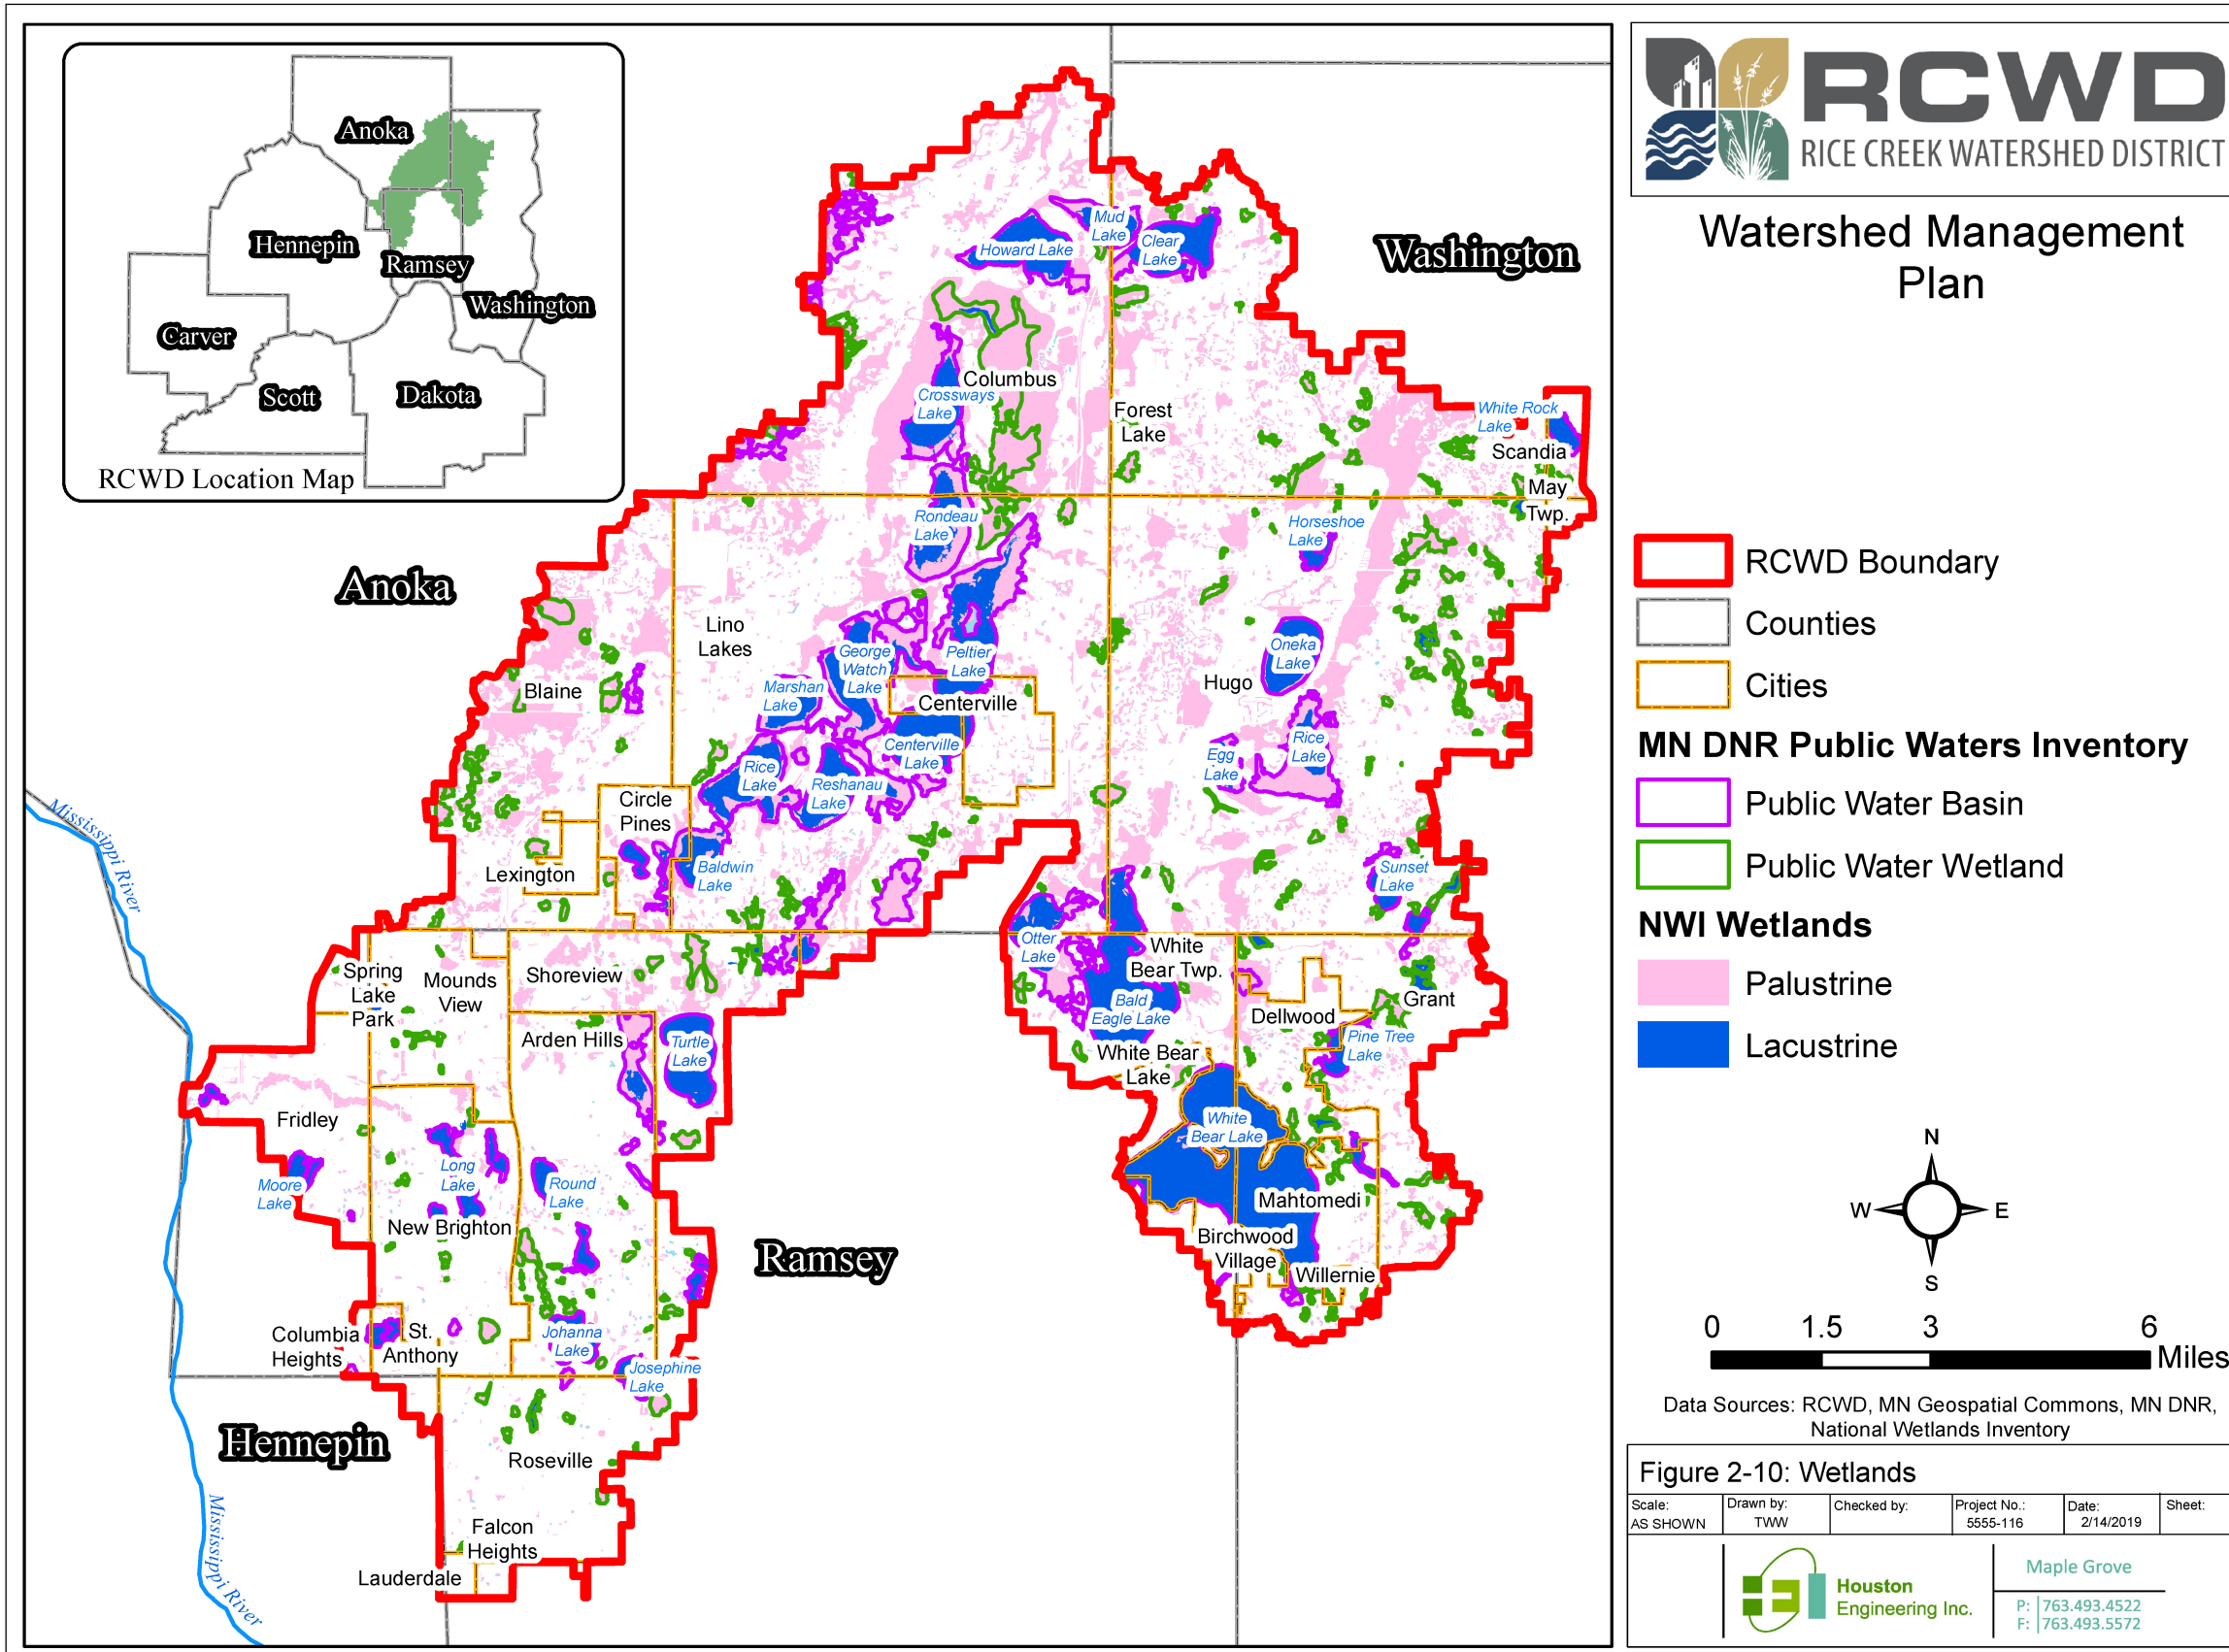 Anoka
Hennepin
Ramsey
Washington
Carver
Scott
Dakota
RCWD Location Map
RCWD
RICE CREEK WATERSHED DISTRICT
Watershed Management
Plan
Washington
Mud
Lake
Howard Lake
Clear
Lake
Columbus
Crossways
Lake
Forest
Lake
White Rock
Lake
Scandia
May
Twp.
Rondeau
Lake
Horseshoe
Lake
Anoka
Lino
Lakes
George
Watch
Lake
Peltier
Lake
Oneka
Lake
Blaine
Marshan
Lake
Hugo
Centerville
Centerville
Lake
Rice
Lake
Egg
Lake
Rice
Lake
Reshanau
Lake
Circle
Pines
Mississippi River
Lexington
Baldwin
Lake
Sunset
Lake
Otter
Lake
White
Bear Twp.
Spring
Lake
Park
Mounds
View
Shoreview
Bald
Eagle Lake
Grant
Dellwood
Arden Hills
Turtle
Lake
Pine Tree
Lake
White Bear
Lake
Fridley
White
Bear Lake
Long
Lake
Moore
Lake
Round
Lake
Mahtomedi
New Brighton
Birchwood
Village
Ramsey
Willernie
Columbia
Heights
St.
Anthony
Johanna
Lake
Josephine
Lake
Hennepin
Roseville
Mississippi River
Falcon
Heights
Lauderdale
RCWD Boundary
Counties
Cities
MN DNR Public Waters Inventory
Public Water Basin
Public Water Wetland
NWI Wetlands
Palustrine
Lacustrine
N
W E
S
0 1.5 3 6
Miles
Data Sources: RCWD, MN Geospatial Commons, MN DNR,
National Wetlands Inventory
Figure 2-10: Wetlands
Scale:
AS SHOWN
Drawn by:
TWW
Checked by:
Project No.:
5555-116
Date:
2/14/2019
Sheet:
Houston
Engineering Inc.
Maple Grove
P: 763.493.4522
F: 763.493.5572